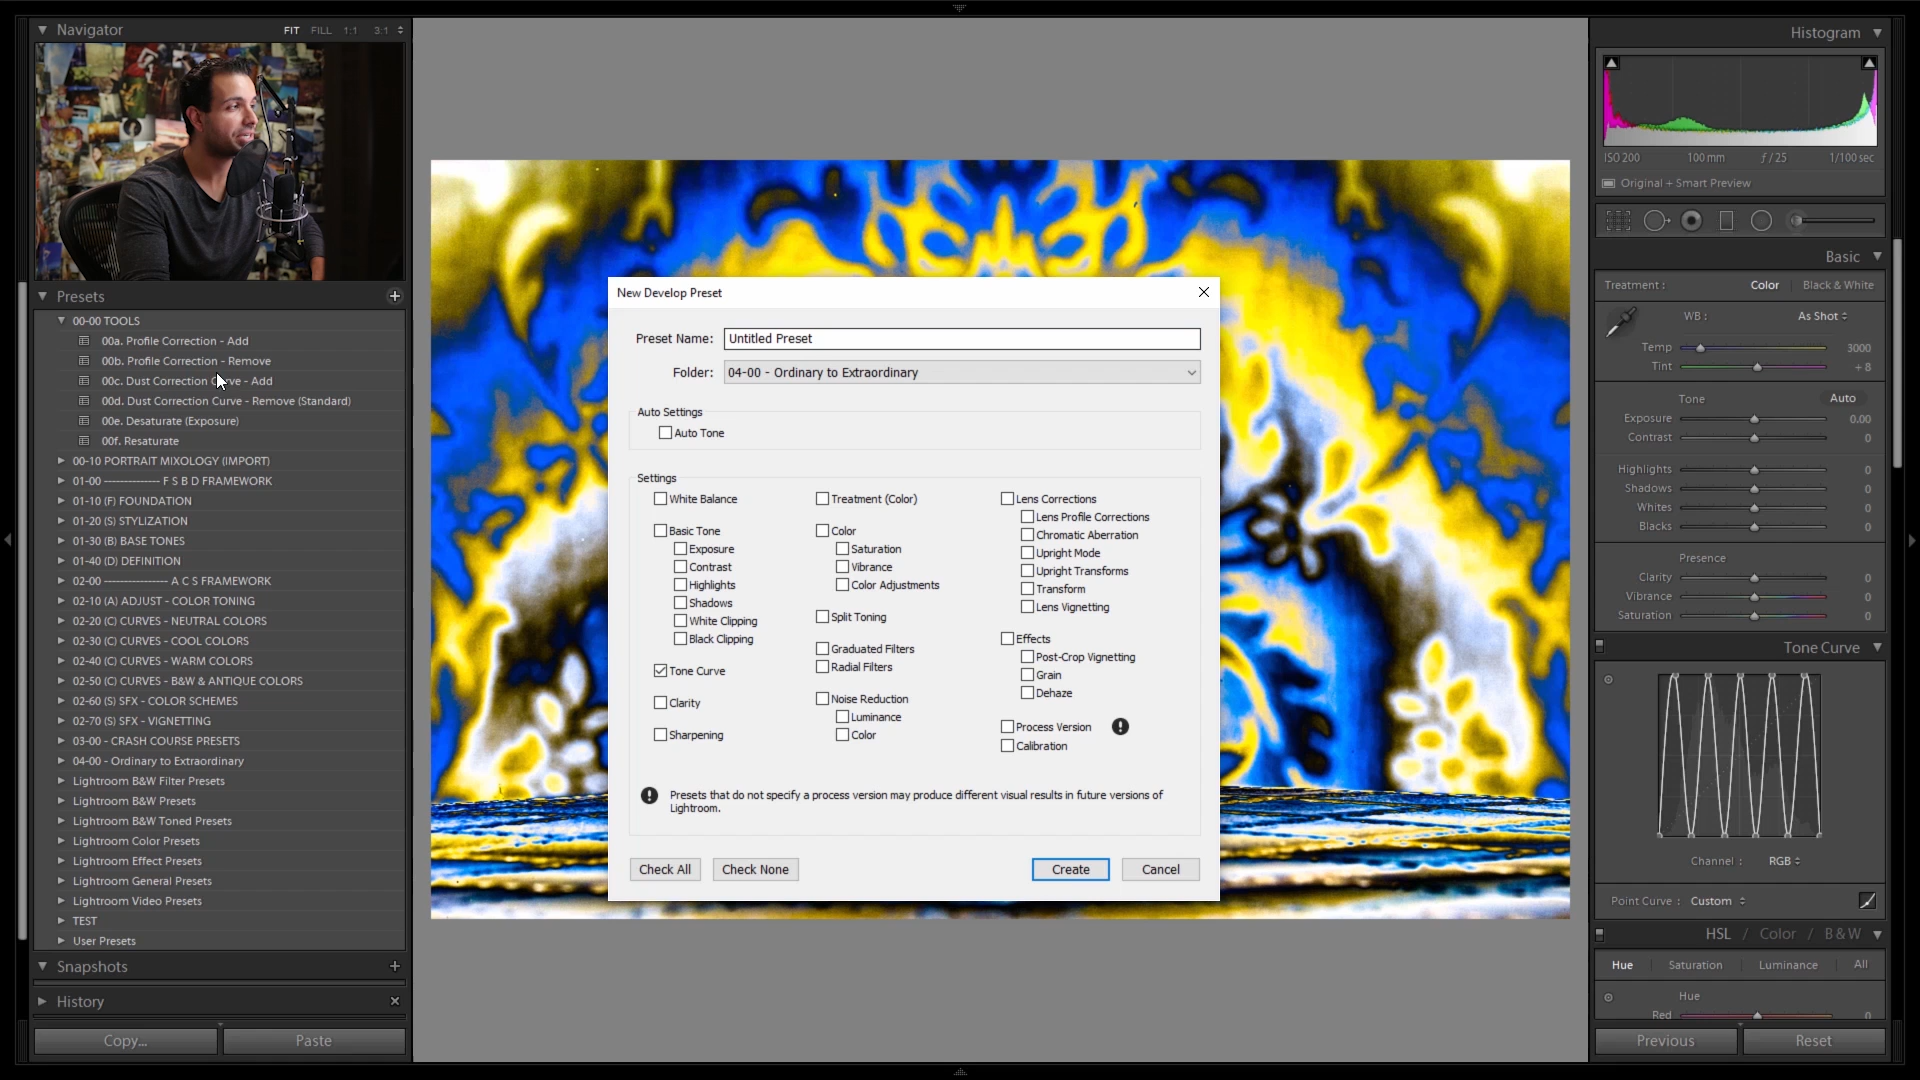 Navigator
FIT FILL 1:1 3:1
Presets
00-00 TOOLS
00a. Profile Correction - Add
00b. Profile Correction - Remove
00c. Dust Correction Curve - Add
00d. Dust Correction Curve - Remove (Standard)
00e. Desaturate (Exposure)
00f. Resaturate
00-10 PORTRAIT MIXOLOGY (IMPORT)
01-00 -------------- F S B D FRAMEWORK
01-10 (F) FOUNDATION
01-20 (S) STYLIZATION
01-30 (B) BASE TONES
01-40 (D) DEFINITION
02-00 ---------------- A C S FRAMEWORK
02-10 (A) ADJUST - COLOR TONING
02-20 (C) CURVES - NEUTRAL COLORS
02-30 (C) CURVES - COOL COLORS
02-40 (C) CURVES - WARM COLORS
02-50 (C) CURVES - B&W & ANTIQUE COLORS
02-60 (S) SFX - COLOR SCHEMES
02-70 (S) SFX - VIGNETTING
03-00 - CRASH COURSE PRESETS
04-00 - Ordinary to Extraordinary
Lightroom B&W Filter Presets
Lightroom B&W Presets
Lightroom B&W Toned Presets
Lightroom Color Presets
Lightroom Effect Presets
Lightroom General Presets
Lightroom Video Presets
TEST
User Presets
Snapshots
History
Copy... Paste
New Develop Preset
Preset Name: Untitled Preset
Folder: 04-00 - Ordinary to Extraordinary
Auto Settings
Auto Tone
Settings
White Balance
Basic Tone
Exposure
Contrast
Highlights
Shadows
White Clipping
Black Clipping
Tone Curve
Clarity
Sharpening
Treatment (Color)
Color
Saturation
Vibrance
Color Adjustments
Split Toning
Graduated Filters
Radial Filters
Noise Reduction
Luminance
Color
Lens Corrections
Lens Profile Corrections
Chromatic Aberration
Upright Mode
Upright Transforms
Transform
Lens Vignetting
Effects
Post-Crop Vignetting
Grain
Dehaze
Process Version
Calibration
Presets that do not specify a process version may produce different visual results in future versions of
Lightroom.
Check All Check None Create Cancel
Histogram
ISO 200 100 mm ƒ / 25 1/100 sec
Original + Smart Preview
Basic
Treatment : Color Black & White
WB : As Shot
Temp 3000
Tint + 8
Tone Auto
Exposure 0.00
Contrast 0
Highlights 0
Shadows 0
Whites 0
Blacks 0
Presence
Clarity 0
Vibrance 0
Saturation 0
Tone Curve
Channel : RGB
Point Curve : Custom
HSL / Color / B & W
Hue Saturation Luminance All
Hue
Red 0
Previous Reset